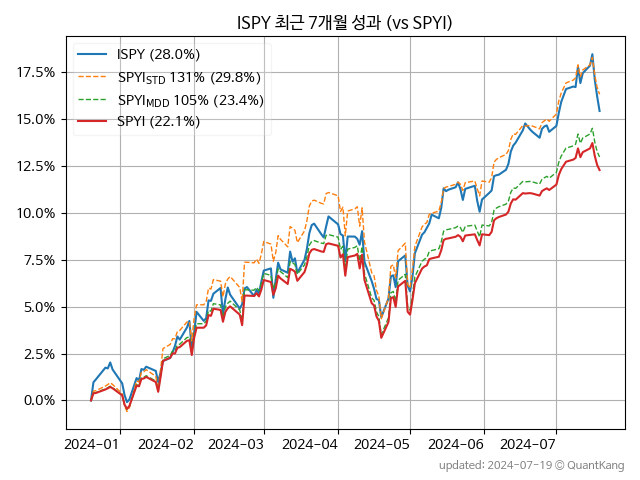 ISPY 최근 7개월 성과 (vs SPYI)
ISPY (28.0%)
SPYI_STD 131% (29.8%)
SPYI_MDD 105% (23.4%)
SPYI (22.1%)
17.5%
15.0%
12.5%
10.0%
7.5%
5.0%
2.5%
0.0%
2024-01 2024-02 2024-03 2024-04 2024-05 2024-06 2024-07
updated: 2024-07-19 © QuantKang